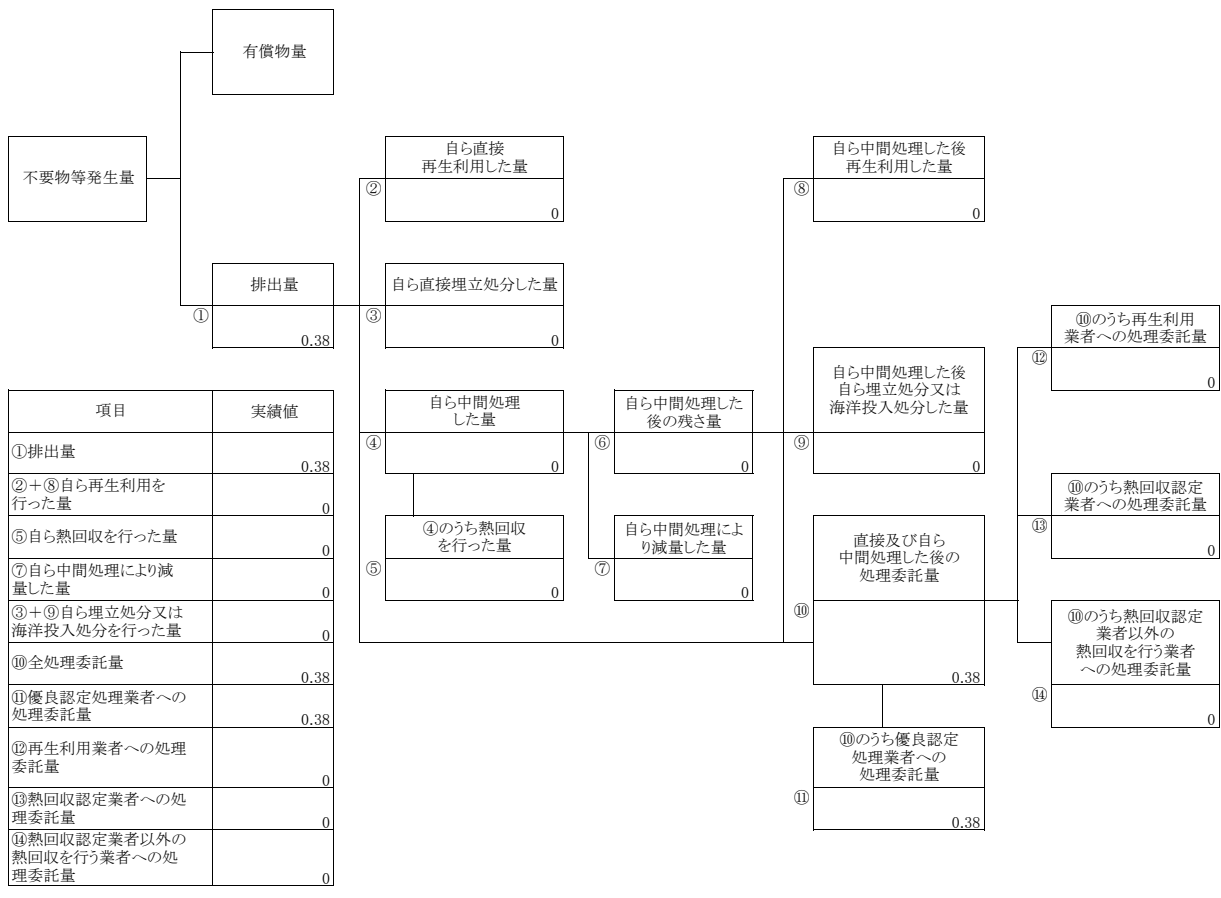 有償物量
不要物等発生量
排出量
①
0.38
自ら直接
再生利用した量
②
0
自ら直接埋立処分した量
③
0
自ら中間処理
した量
④
0
④のうち熱回収
を行った量
⑤
0
自ら中間処理した
後の残さ量
⑥
0
自ら中間処理によ
り減量した量
⑦
0
自ら中間処理した後
再生利用した量
⑧
0
自ら中間処理した後
自ら埋立処分又は
海洋投入処分した量
⑨
0
直接及び自ら
中間処理した後の
処理委託量
⑩
0.38
⑩のうち優良認定
処理業者への
処理委託量
⑪
0.38
⑩のうち再生利用
業者への処理委託量
⑫
0
⑩のうち熱回収認定
業者への処理委託量
⑬
0
⑩のうち熱回収認定
業者以外の
熱回収を行う業者
への処理委託量
⑭
0
項目 実績値
①排出量
0.38
②＋⑧自ら再生利用を
行った量
0
⑤自ら熱回収を行った量
0
⑦自ら中間処理により減
量した量
0
③＋⑨自ら埋立処分又は
海洋投入処分を行った量
0
⑩全処理委託量
0.38
⑪優良認定処理業者への
処理委託量
0.38
⑫再生利用業者への処理
委託量
0
⑬熱回収認定業者への処
理委託量
0
⑭熱回収認定業者以外の
熱回収を行う業者への処
理委託量
0